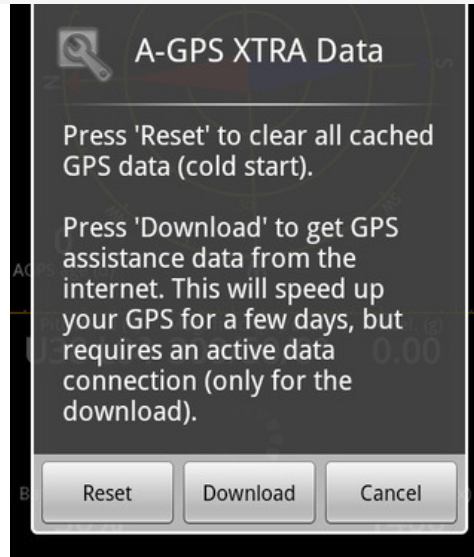 A-GPS XTRA Data
Press 'Reset' to clear all cached
GPS data (cold start).
Press 'Download' to get GPS
assistance data from the
internet. This will speed up
your GPS for a few days, but
requires an active data
connection (only for the
download).
0.00
Reset
Download
Cancel